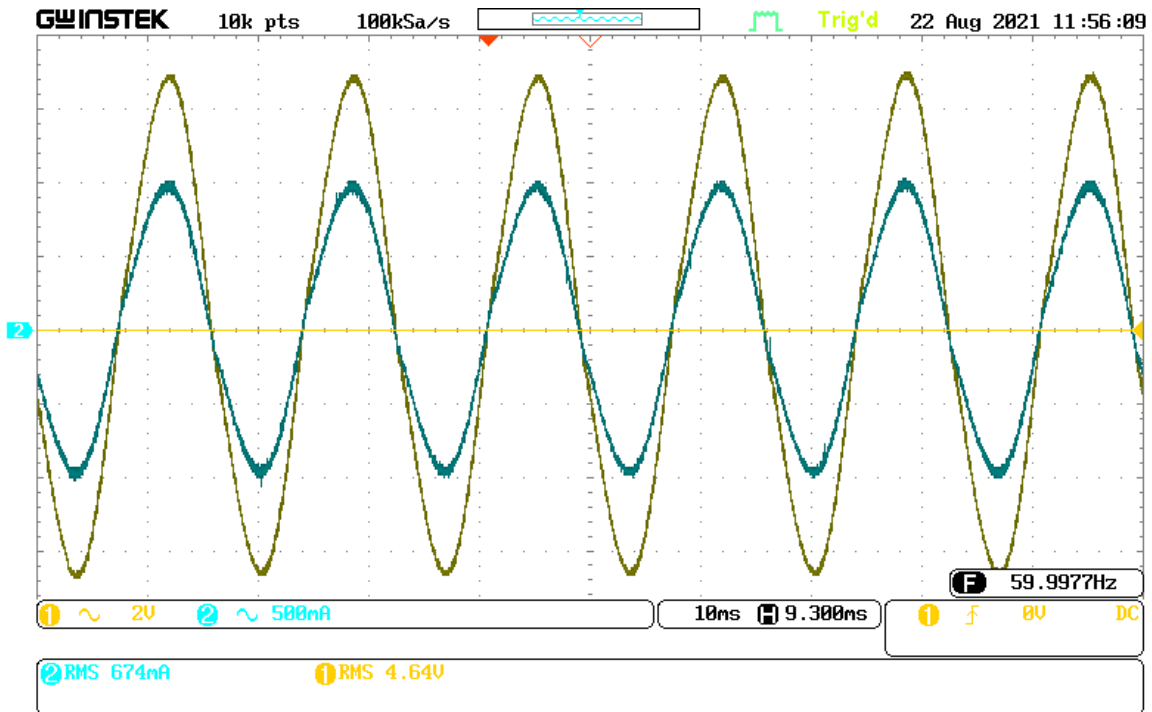 GWINSTEK 10k pts 100kSa/s Trig'd 22 Aug 2021 11:56:09
2
F 59.9977Hz
1 2V 2 500mA 10ms H 9.300ms 1 0V DC
2 RMS 674mA 1 RMS 4.64V